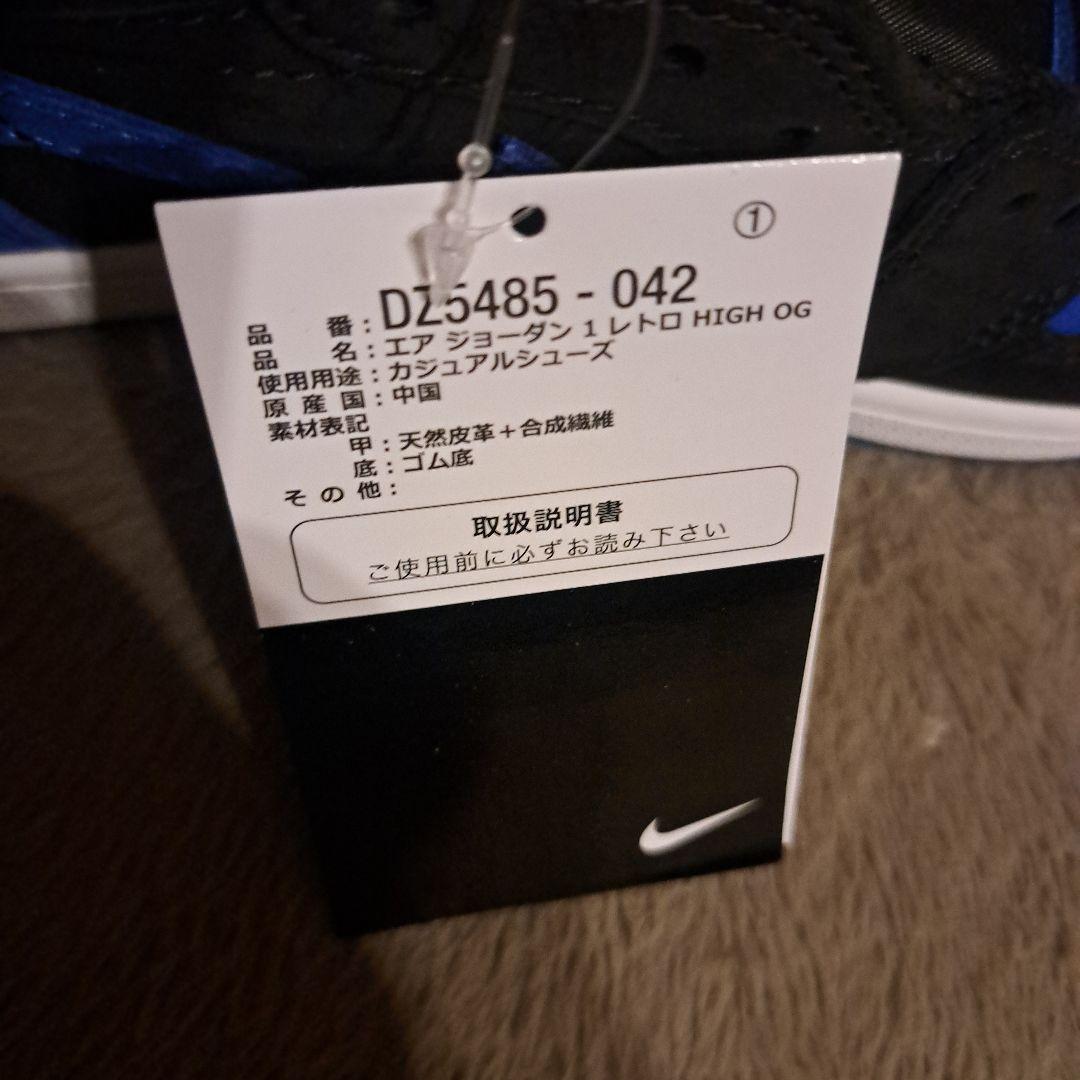 ①
品 番 : DZ5485 - 042
品 名 : エア ジョーダン 1 レトロ HIGH OG
使用用途 : カジュアルシューズ
原 産 国 : 中国
素材表記
甲 : 天然皮革＋合成繊維
底 : ゴム底
そ の 他 :
取扱説明書
ご使用前に必ずお読み下さい